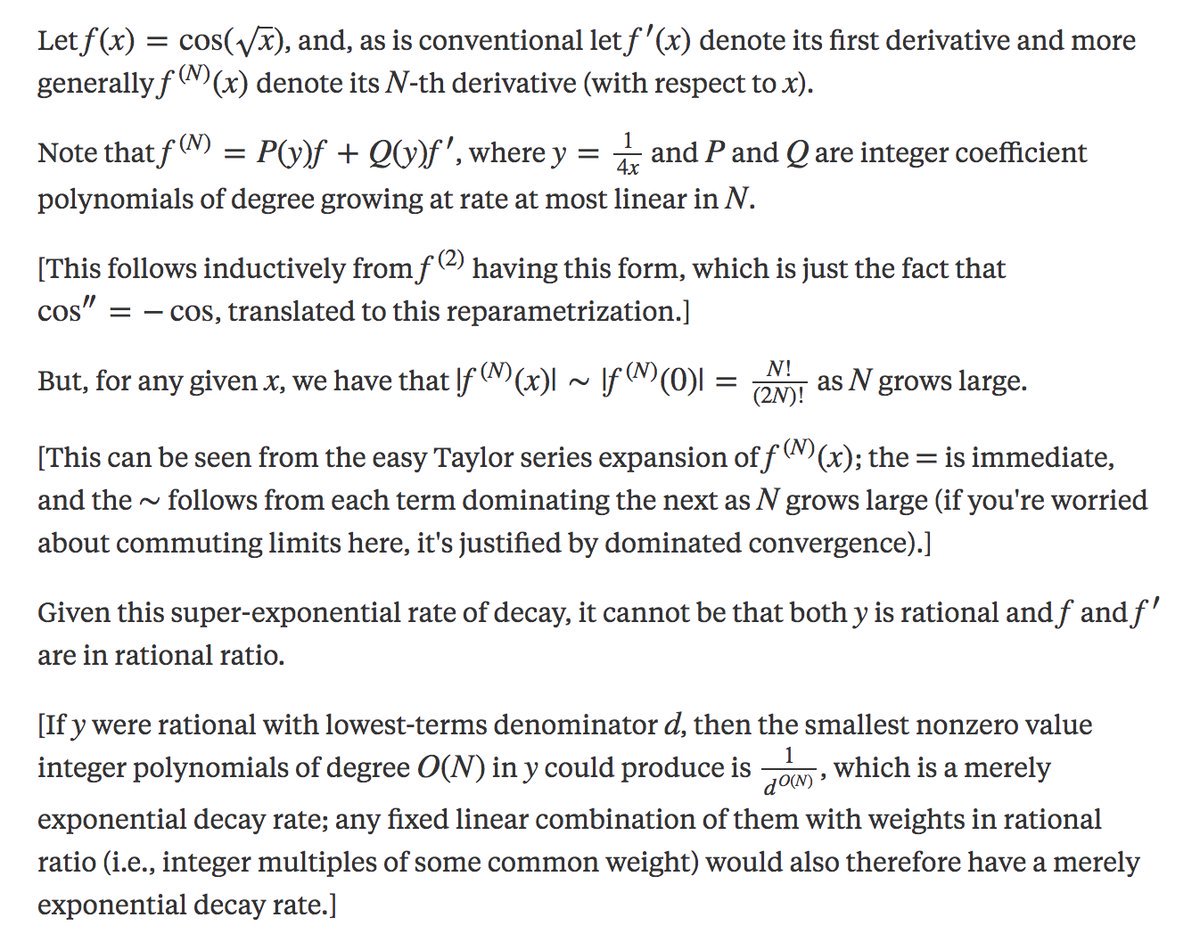 Let f(x) = cos(√x), and, as is conventional let f′(x) denote its first derivative and more
generally f^(N)(x) denote its N-th derivative (with respect to x).
Note that f^(N) = P(y)f + Q(y)f′, where y = 1/4x and P and Q are integer coefficient
polynomials of degree growing at rate at most linear in N.
[This follows inductively from f^(2) having this form, which is just the fact that
cos″ = − cos, translated to this reparametrization.]
But, for any given x, we have that |f^(N)(x)| ∼ |f^(N)(0)| = N!/(2N)! as N grows large.
[This can be seen from the easy Taylor series expansion of f^(N)(x); the = is immediate,
and the ~ follows from each term dominating the next as N grows large (if you're worried
about commuting limits here, it's justified by dominated convergence).]
Given this super-exponential rate of decay, it cannot be that both y is rational and f and f′
are in rational ratio.
[If y were rational with lowest-terms denominator d, then the smallest nonzero value
integer polynomials of degree O(N) in y could produce is 1/d^O(N), which is a merely
exponential decay rate; any fixed linear combination of them with weights in rational
ratio (i.e., integer multiples of some common weight) would also therefore have a merely
exponential decay rate.]